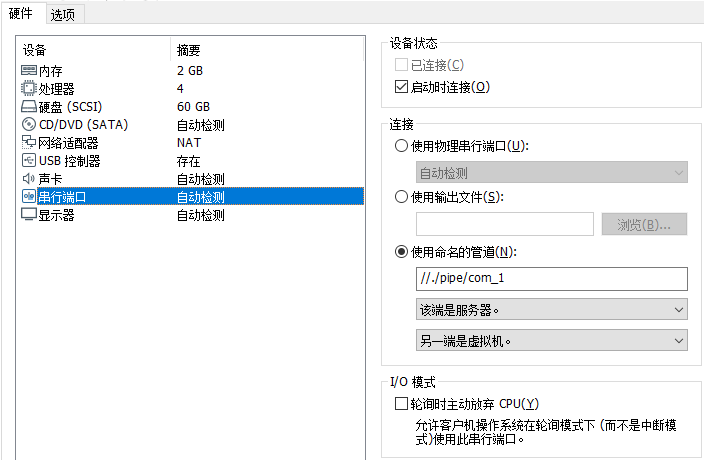 硬件 选项
设备 摘要
内存 2 GB
处理器 4
硬盘 (SCSI) 60 GB
CD/DVD (SATA) 自动检测
网络适配器 NAT
USB 控制器 存在
声卡 自动检测
串行端口 自动检测
显示器 自动检测
设备状态
已连接(C)
启动时连接(O)
连接
使用物理串行端口(U):
自动检测
使用输出文件(S):
浏览(B)...
使用命名的管道(N):
//./pipe/com_1
该端是服务器。
另一端是虚拟机。
I/O 模式
轮询时主动放弃 CPU(Y)
允许客户机操作系统在轮询模式下 (而不是中断模
式)使用此串行端口。